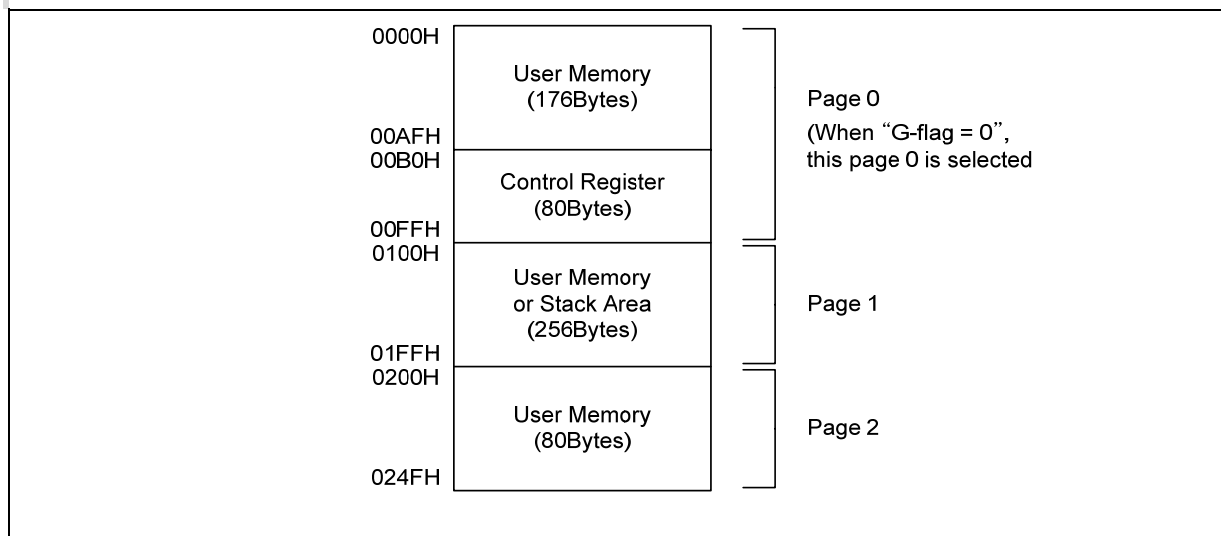 0000H
User Memory
(176Bytes)
00AFH
Page 0
(When “G-flag = 0”,
this page 0 is selected
00B0H
Control Register
(80Bytes)
00FFH
0100H
User Memory
or Stack Area
(256Bytes)
01FFH
Page 1
0200H
User Memory
(80Bytes)
024FH
Page 2